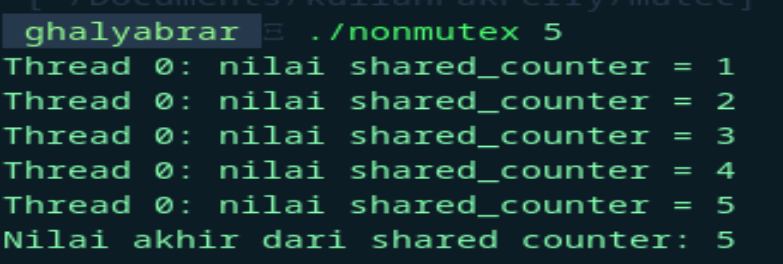 ghalyabrar ./nonmutex 5
Thread 0: nilai shared_counter = 1
Thread 0: nilai shared_counter = 2
Thread 0: nilai shared_counter = 3
Thread 0: nilai shared_counter = 4
Thread 0: nilai shared_counter = 5
Nilai akhir dari shared counter: 5